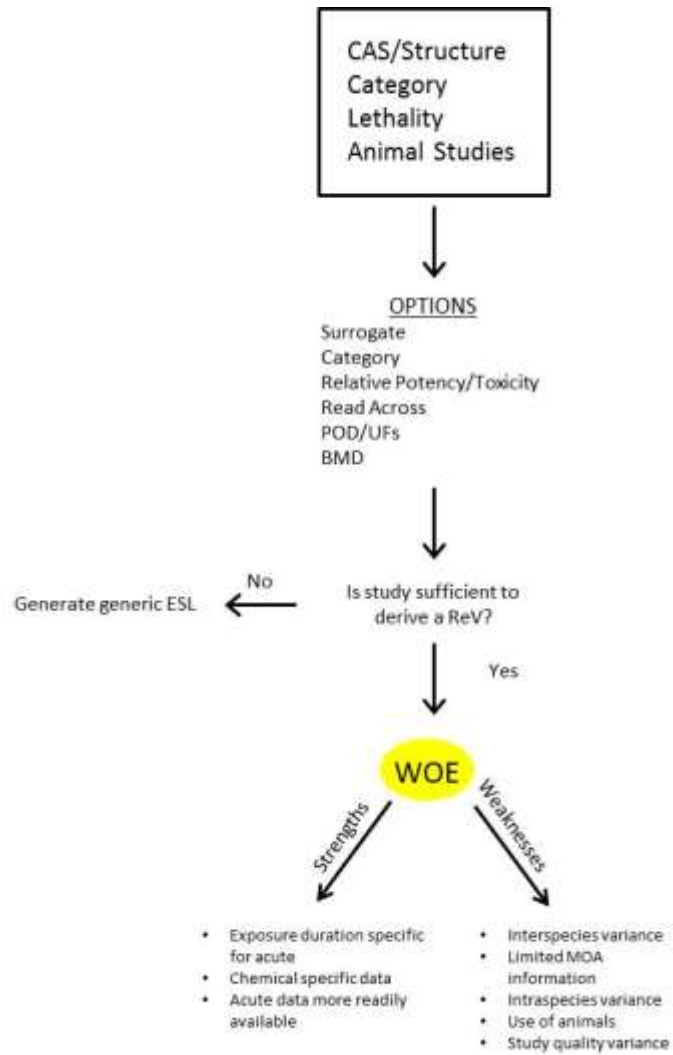 CAS/Structure
Category
Lethality
Animal Studies
OPTIONS
Surrogate
Category
Relative Potency/Toxicity
Read Across
POD/UFs
BMD
Is study sufficient to
derive a ReV?
No
Generate generic ESL
Yes
WOE
Strengths
Weaknesses
• Exposure duration specific
for acute
• Chemical specific data
• Acute data more readily
available
• Interspecies variance
• Limited MOA
information
• Intraspecies variance
• Use of animals
• Study quality variance